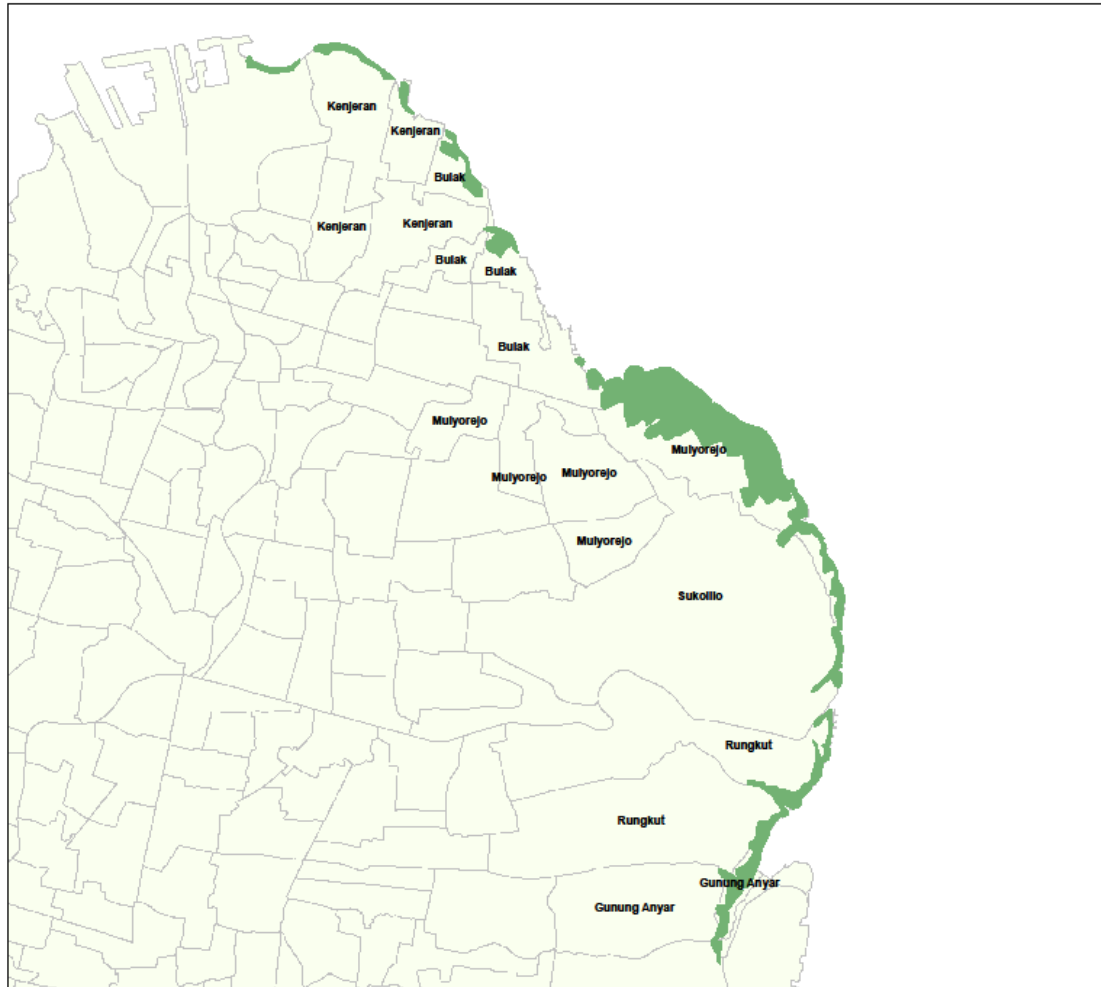 Kenjeran
Kenjeran
Bulak
Kenjeran
Kenjeran
Bulak
Bulak
Bulak
Mulyorejo
Mulyorejo
Mulyorejo
Mulyorejo
Mulyorejo
Sukolilo
Rungkut
Rungkut
Gunung Anyar
Gunung Anyar